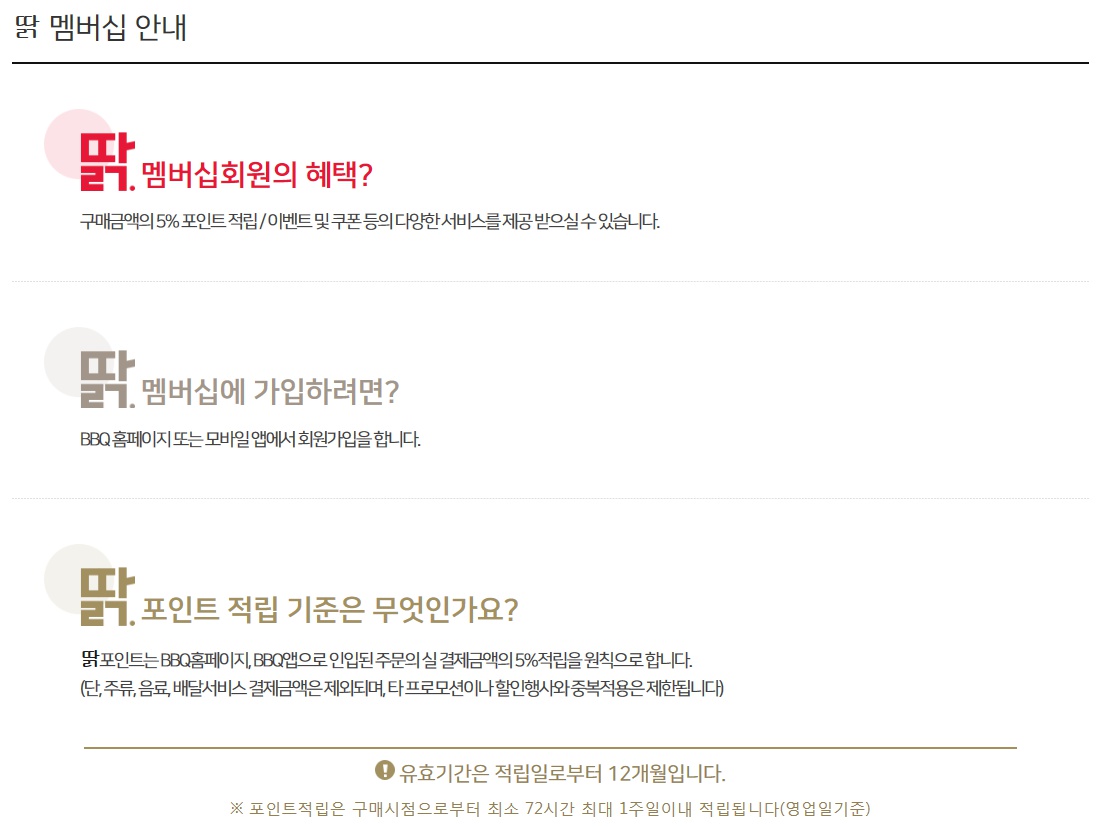 딹 멤버십 안내
딹. 멤버십회원의 혜택?
구매금액의 5% 포인트 적립 / 이벤트 및 쿠폰 등의 다양한 서비스를 제공 받으실 수 있습니다.
딹. 멤버십에 가입하려면?
BBQ 홈페이지 또는 모바일 앱에서 회원가입을 합니다.
딹. 포인트 적립 기준은 무엇인가요?
딹포인트는 BBQ홈페이지, BBQ앱으로 인입된 주문의 실 결제금액의 5%적립을 원칙으로 합니다.
(단, 주류, 음료, 배달서비스 결제금액은 제외되며, 타 프로모션이나 할인행사와 중복적용은 제한됩니다)
유효기간은 적립일로부터 12개월입니다.
※ 포인트적립은 구매시점으로부터 최소 72시간 최대 1주일이내 적립됩니다(영업일기준)